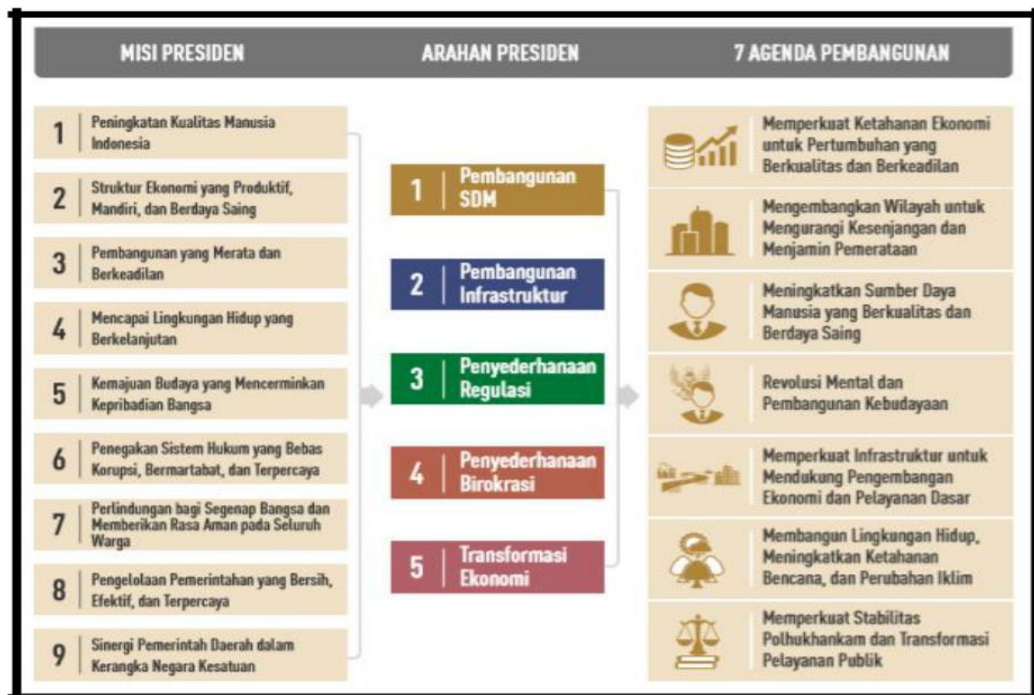 MISI PRESIDEN
ARAHAN PRESIDEN
7 AGENDA PEMBANGUNAN
1
Peningkatan Kualitas Manusia
Indonesia
2
Struktur Ekonomi yang Produktif,
Mandiri, dan Berdaya Saing
3
Pembangunan yang Merata dan
Berkeadilan
4
Mencapai Lingkungan Hidup yang
Berkelanjutan
5
Kemajuan Budaya yang Mencerminkan
Kepribadian Bangsa
6
Penegakan Sistem Hukum yang Bebas
Korupsi, Bermartabat, dan Terpercaya
7
Perlindungan bagi Segenap Bangsa dan
Memberikan Rasa Aman pada Seluruh
Warga
8
Pengelolaan Pemerintahan yang Bersih,
Efektif, dan Terpercaya
9
Sinergi Pemerintah Daerah dalam
Kerangka Negara Kesatuan
1
Pembangunan
SDM
2
Pembangunan
Infrastruktur
3
Penyederhanaan
Regulasi
4
Penyederhanaan
Birokrasi
5
Transformasi
Ekonomi
Memperkuat Ketahanan Ekonomi
untuk Pertumbuhan yang
Berkualitas dan Berkeadilan
Mengembangkan Wilayah untuk
Mengurangi Kesenjangan dan
Menjamin Pemerataan
Meningkatkan Sumber Daya
Manusia yang Berkualitas dan
Berdaya Saing
Revolusi Mental dan
Pembangunan Kebudayaan
Memperkuat Infrastruktur untuk
Mendukung Pengembangan
Ekonomi dan Pelayanan Dasar
Membangun Lingkungan Hidup,
Meningkatkan Ketahanan
Bencana, dan Perubahan Iklim
Memperkuat Stabilitas
Polhukhankam dan Transformasi
Pelayanan Publik